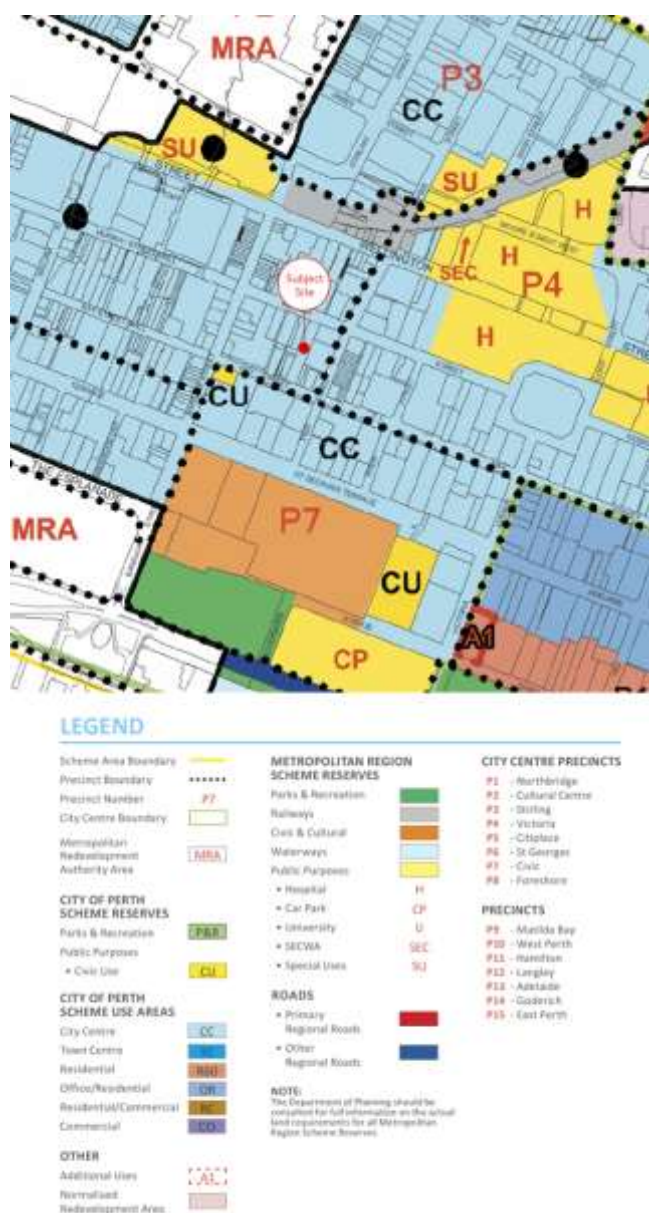 MRA
P3
CC
SU
STREET
SU
H
WELLINGTON
SEC
H
P4
Subject
Site
H
STREET
CU
CC
ST GEORGES TERRACE
THE ESPLANADE
MRA
P7
CU
A1
CP
LEGEND
Scheme Area Boundary
Precinct Boundary
Precinct Number P7
City Centre Boundary
Metropolitan
Redevelopment
Authority Area MRA
CITY OF PERTH
SCHEME RESERVES
Parks & Recreation P&R
Public Purposes
• Civic Use CU
CITY OF PERTH
SCHEME USE AREAS
City Centre CC
Town Centre
Residential
Office/Residential OR
Residential/Commercial RC
Commercial CO
OTHER
Additional Uses A1
Normalised
Redevelopment Area
METROPOLITAN REGION
SCHEME RESERVES
Parks & Recreation
Railways
Civic & Cultural
Waterways
Public Purposes
• Hospital H
• Car Park CP
• University U
• SECWA SEC
• Special Uses SU
ROADS
• Primary
Regional Roads
• Other
Regional Roads
NOTE:
The Department of Planning should be
consulted for full information on the actual
land requirements for all Metropolitan
Region Scheme Reserves
CITY CENTRE PRECINCTS
P1 - Northbridge
P2 - Cultural Centre
P3 - Stirling
P4 - Victoria
P5 - Citiplace
P6 - St Georges
P7 - Civic
P8 - Foreshore
PRECINCTS
P9 - Matilda Bay
P10 - West Perth
P11 - Hamilton
P12 - Langley
P13 - Adelaide
P14 - Goderich
P15 - East Perth